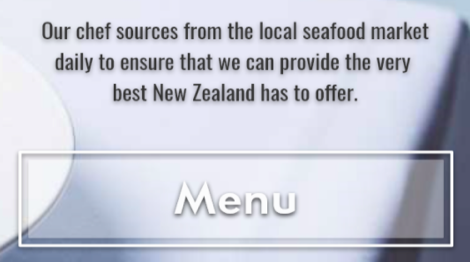 Our chef sources from the local seafood market
daily to ensure that we can provide the very
best New Zealand has to offer.
Menu